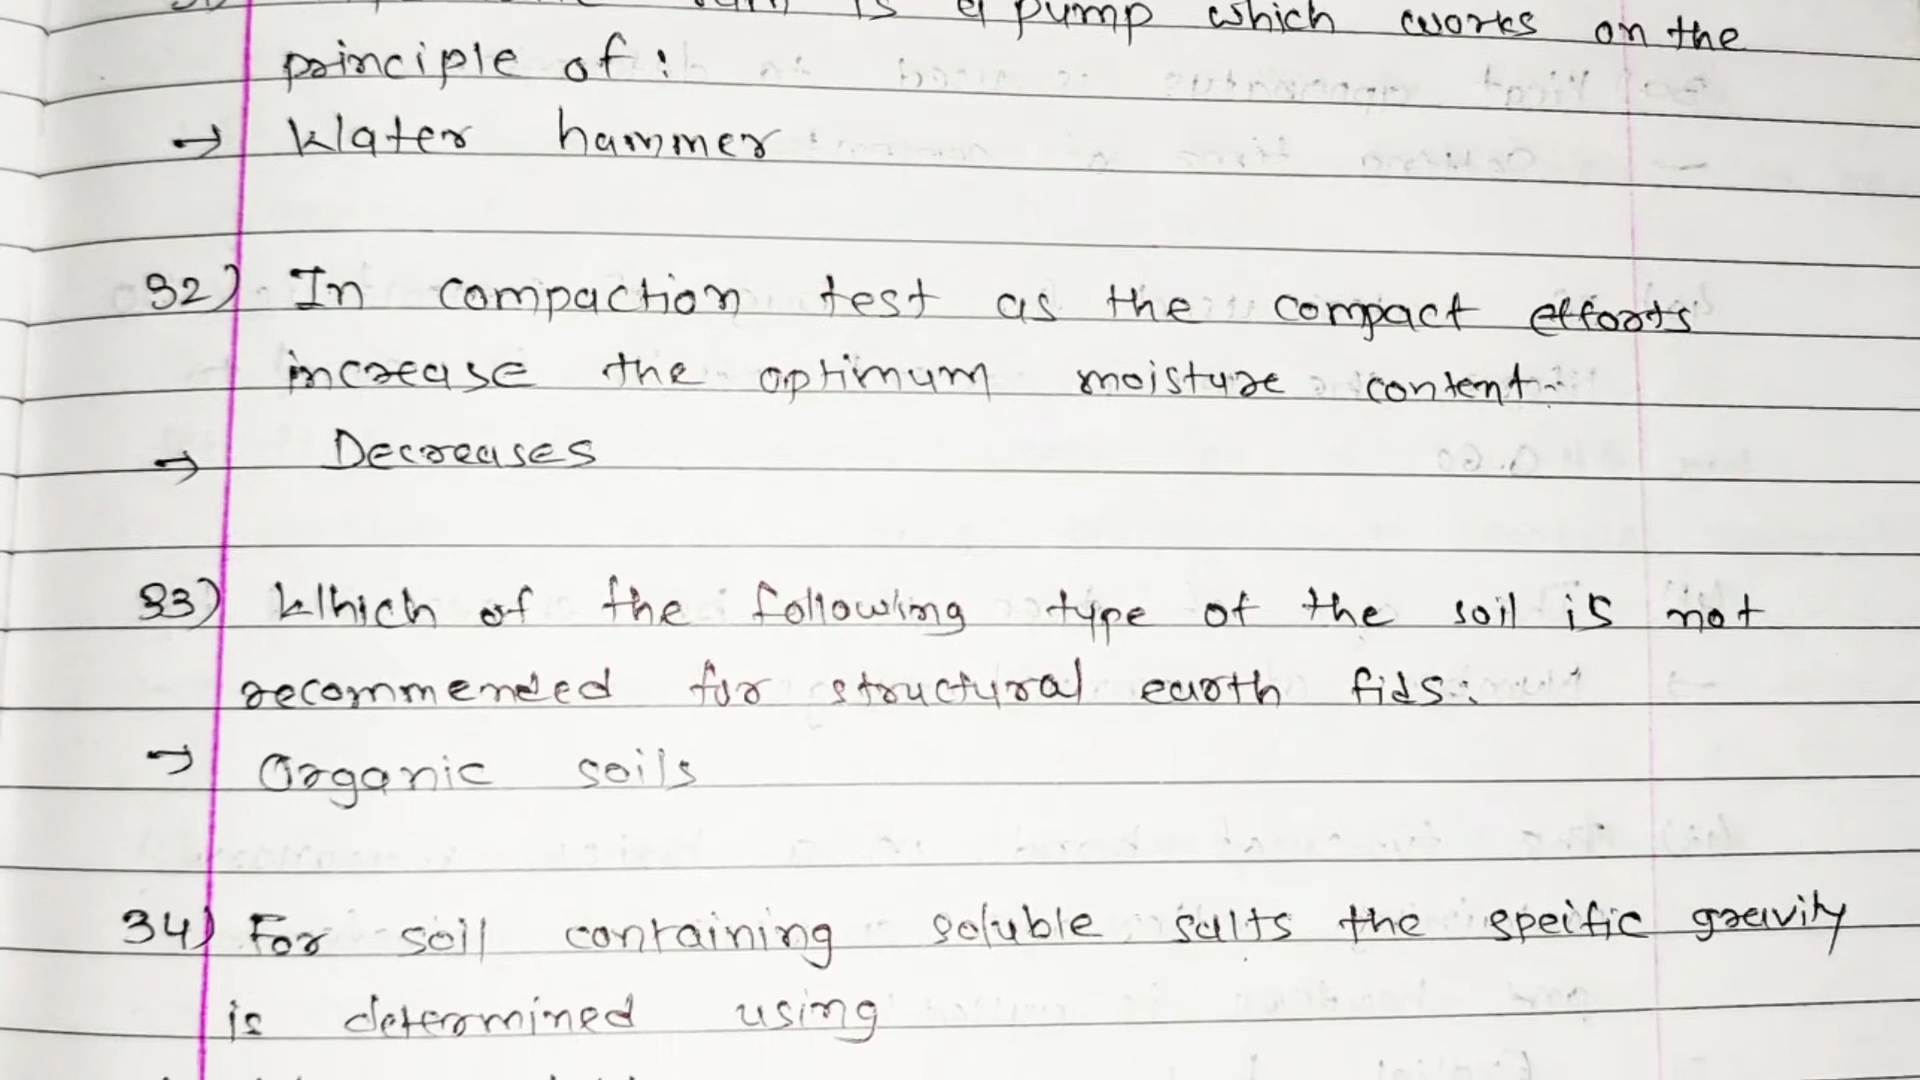 is a pump which works on the
principle of:
→ Water hammer
32) In compaction test as the compact efforts
increase the optimum moisture content
→ Decreases
33) Which of the following type of the soil is not
recommended for structural earth fids:
→ Organic soils
34) For soil containing soluble salts the speific gravity
is determined using